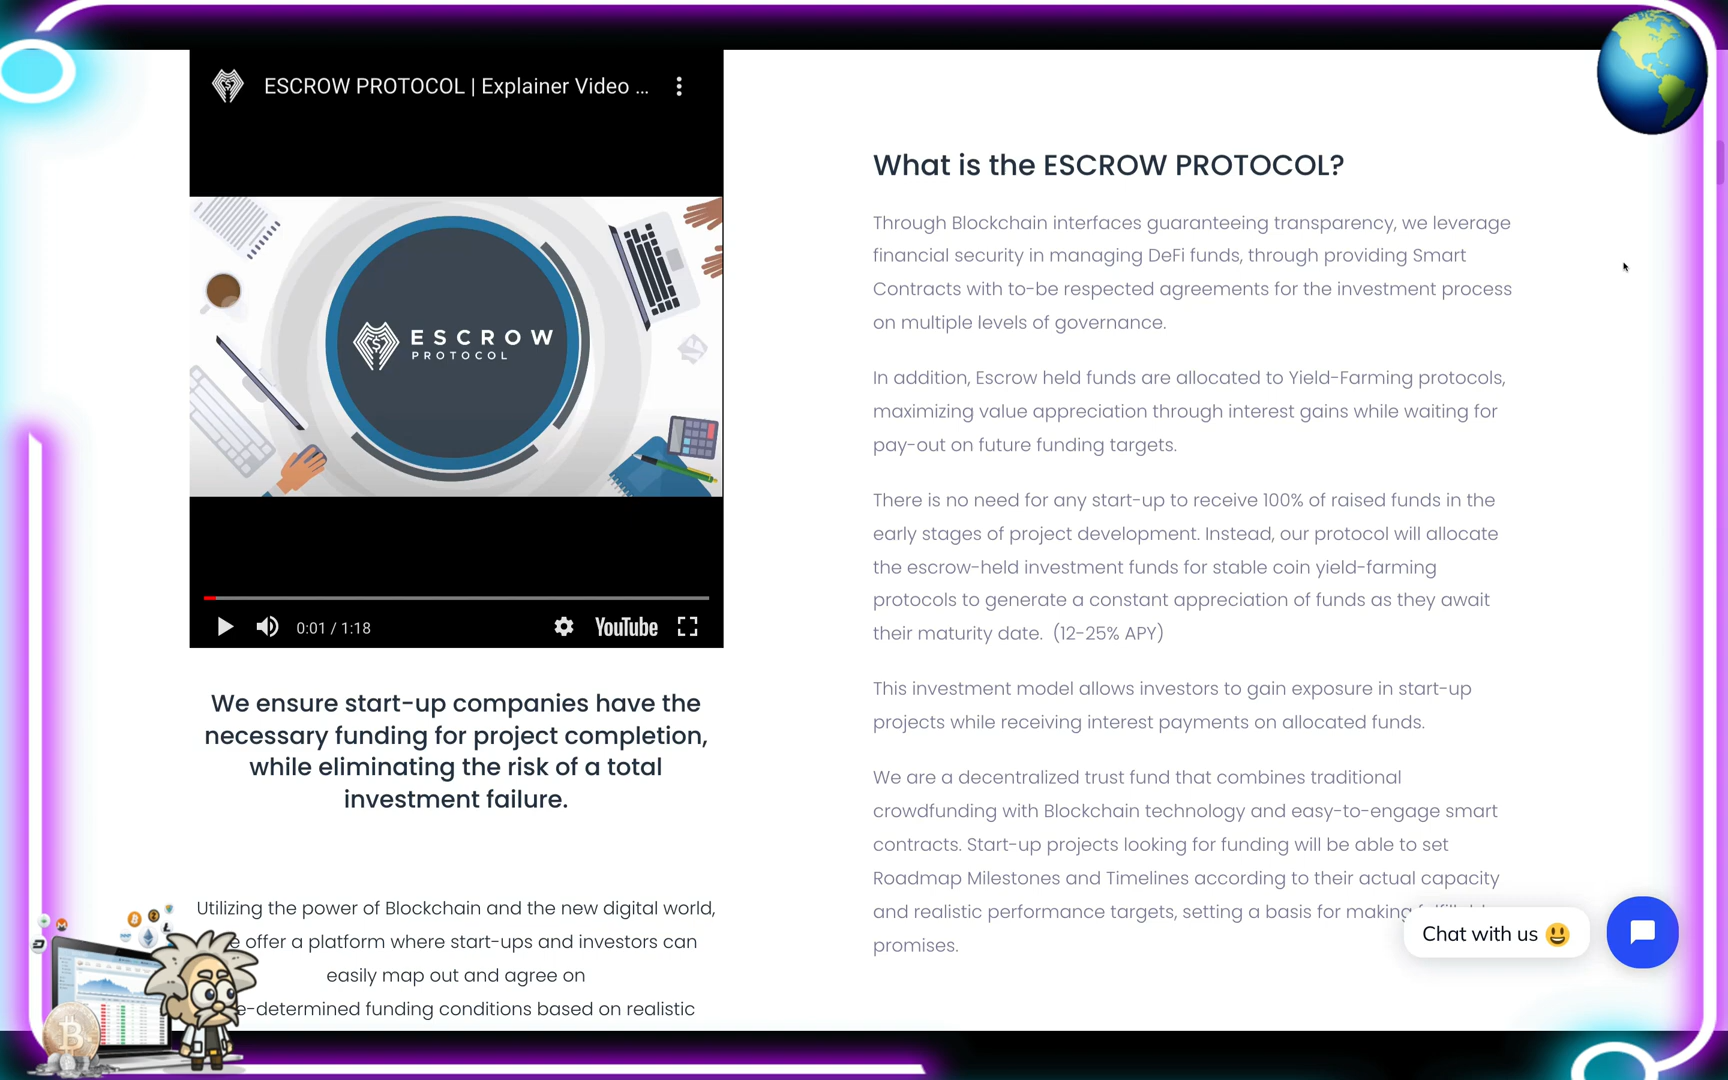 ESCROW PROTOCOL | Explainer Video ...
ESCROW
PROTOCOL
0:01 / 1:18
YouTube
We ensure start-up companies have the
necessary funding for project completion,
while eliminating the risk of a total
investment failure.
Utilizing the power of Blockchain and the new digital world,
offer a platform where start-ups and investors can
easily map out and agree on
e-determined funding conditions based on realistic
What is the ESCROW PROTOCOL?
Through Blockchain interfaces guaranteeing transparency, we leverage
financial security in managing DeFi funds, through providing Smart
Contracts with to-be respected agreements for the investment process
on multiple levels of governance.
In addition, Escrow held funds are allocated to Yield-Farming protocols,
maximizing value appreciation through interest gains while waiting for
pay-out on future funding targets.
There is no need for any start-up to receive 100% of raised funds in the
early stages of project development. Instead, our protocol will allocate
the escrow-held investment funds for stable coin yield-farming
protocols to generate a constant appreciation of funds as they await
their maturity date. (12-25% APY)
This investment model allows investors to gain exposure in start-up
projects while receiving interest payments on allocated funds.
We are a decentralized trust fund that combines traditional
crowdfunding with Blockchain technology and easy-to-engage smart
contracts. Start-up projects looking for funding will be able to set
Roadmap Milestones and Timelines according to their actual capacity
and realistic performance targets, setting a basis for making
promises.
Chat with us 😃